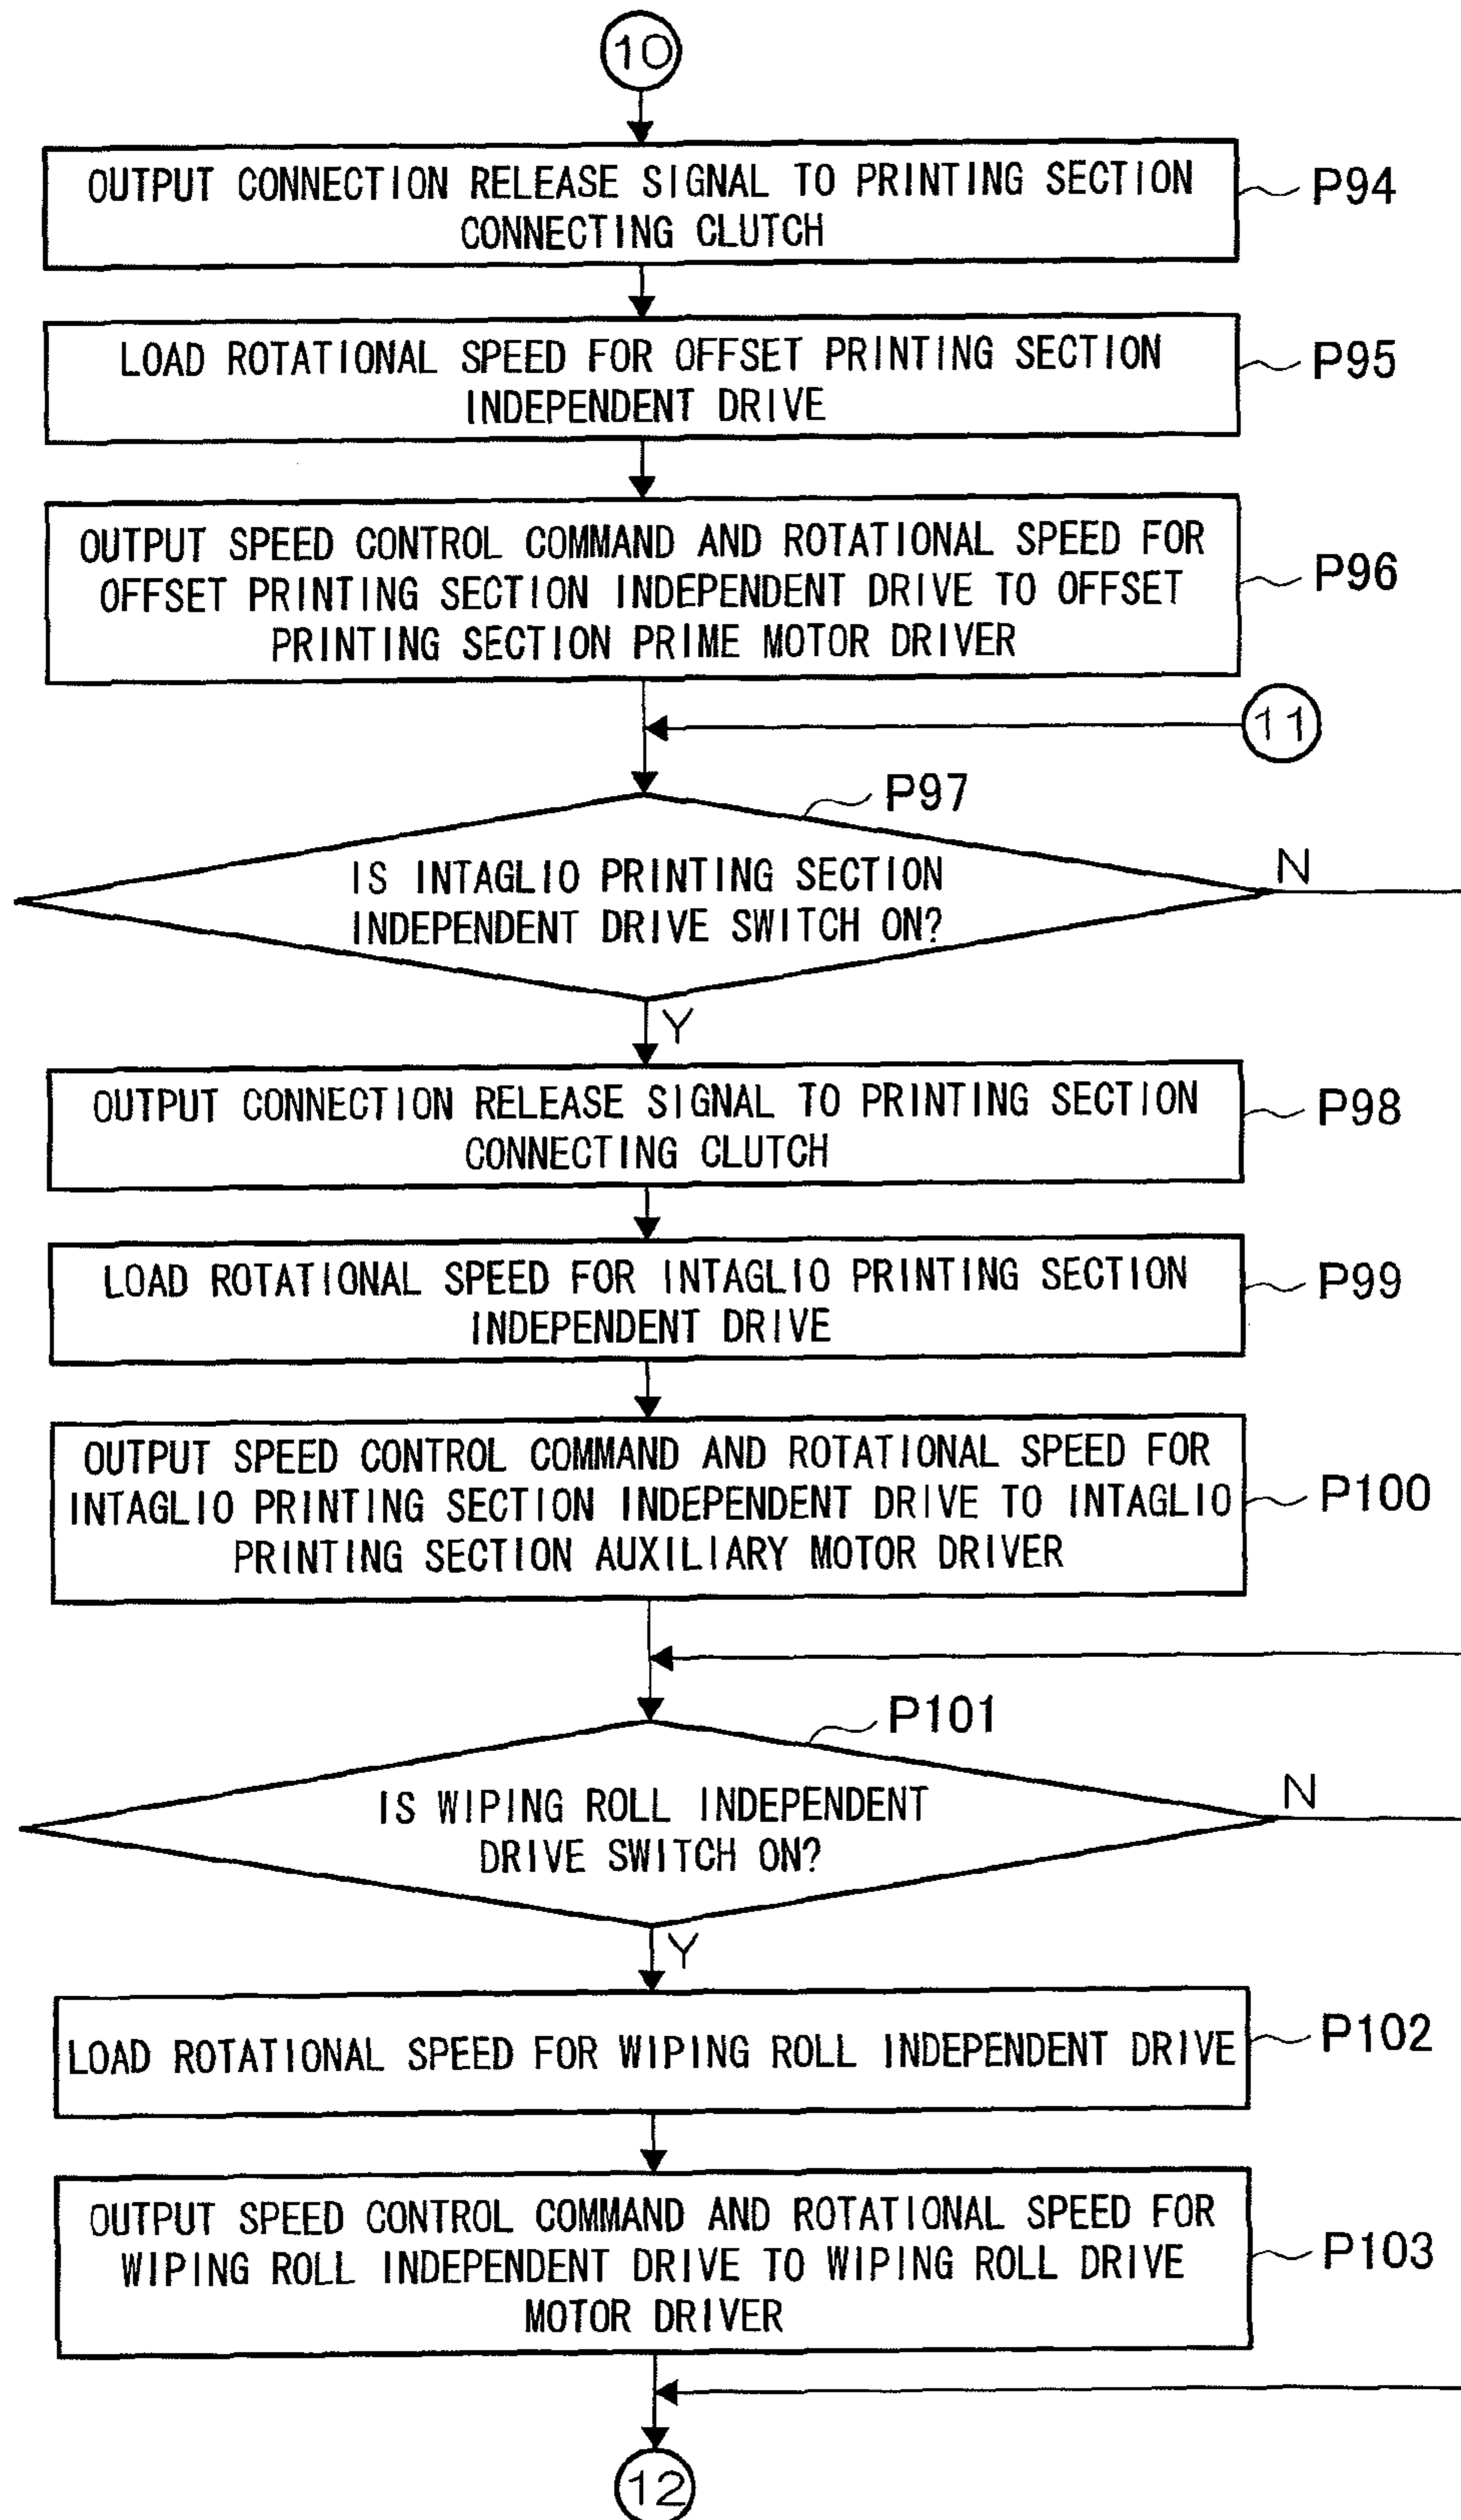 10
OUTPUT CONNECTION RELEASE SIGNAL TO PRINTING SECTION
CONNECTING CLUTCH
P94
LOAD ROTATIONAL SPEED FOR OFFSET PRINTING SECTION
INDEPENDENT DRIVE
P95
OUTPUT SPEED CONTROL COMMAND AND ROTATIONAL SPEED FOR
OFFSET PRINTING SECTION INDEPENDENT DRIVE TO OFFSET
PRINTING SECTION PRIME MOTOR DRIVER
P96
11
P97
IS INTAGLIO PRINTING SECTION
INDEPENDENT DRIVE SWITCH ON?
N
Y
OUTPUT CONNECTION RELEASE SIGNAL TO PRINTING SECTION
CONNECTING CLUTCH
P98
LOAD ROTATIONAL SPEED FOR INTAGLIO PRINTING SECTION
INDEPENDENT DRIVE
P99
OUTPUT SPEED CONTROL COMMAND AND ROTATIONAL SPEED FOR
INTAGLIO PRINTING SECTION INDEPENDENT DRIVE TO INTAGLIO
PRINTING SECTION AUXILIARY MOTOR DRIVER
P100
P101
IS WIPING ROLL INDEPENDENT
DRIVE SWITCH ON?
N
Y
LOAD ROTATIONAL SPEED FOR WIPING ROLL INDEPENDENT DRIVE
P102
OUTPUT SPEED CONTROL COMMAND AND ROTATIONAL SPEED FOR
WIPING ROLL INDEPENDENT DRIVE TO WIPING ROLL DRIVE
MOTOR DRIVER
P103
12